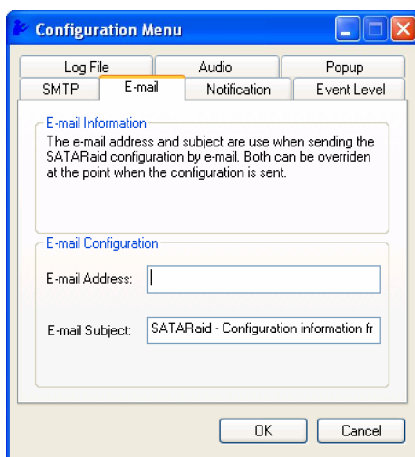 Configuration Menu
Log File Audio Popup
SMTP E-mail Notification Event Level
E-mail Information
The e-mail address and subject are use when sending the
SATARaid configuration by e-mail. Both can be overriden
at the point when the configuration is sent.
E-mail Configuration
E-mail Address:
E-mail Subject: SATARaid - Configuration information fr
OK Cancel